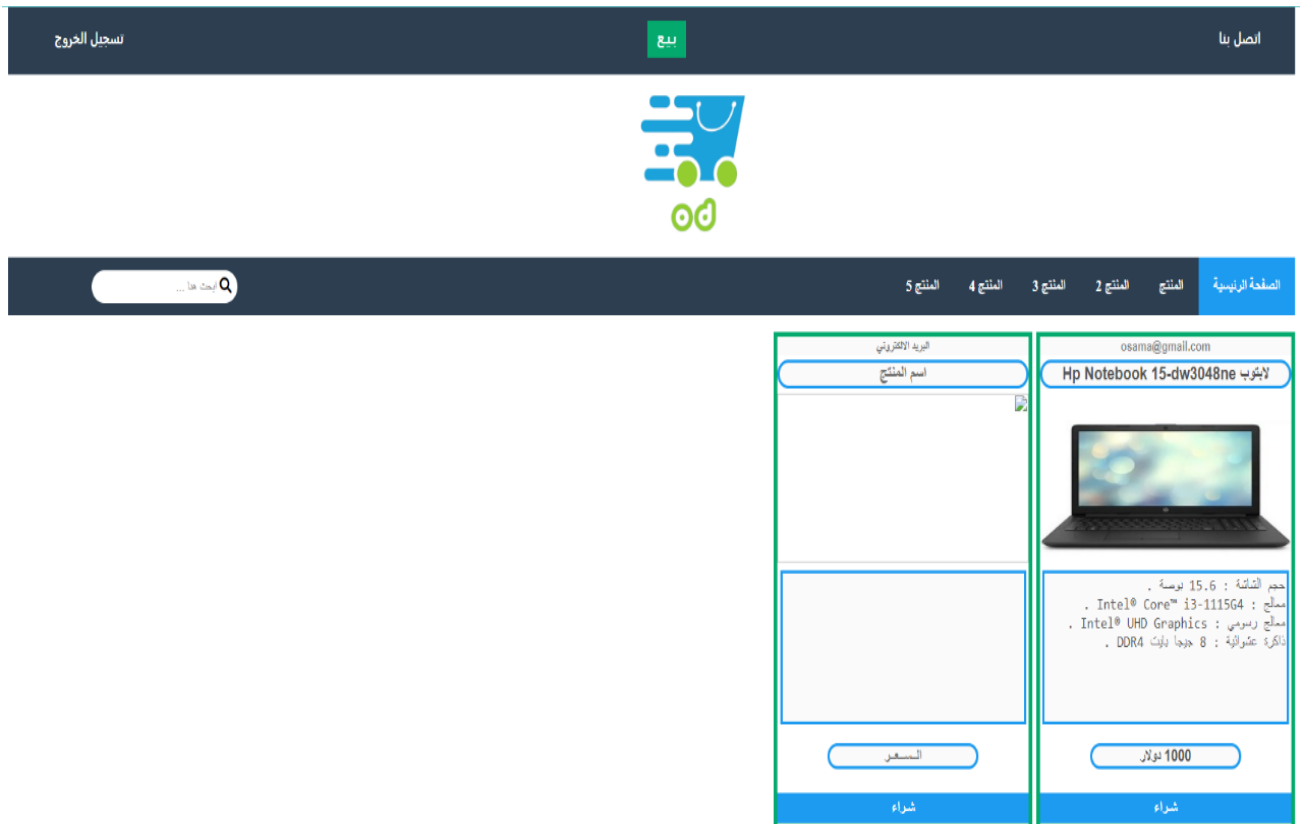 اتصل بنا
بيع
تسجيل الخروج
od
الصفحة الرئيسية
المنتج
المنتج 2
المنتج 3
المنتج 4
المنتج 5
ابحث هنا ...
osama@gmail.com
لابتوب Hp Notebook 15-dw3048ne
حجم الشاشة : 15.6 بوصة .
معالج : Intel® Core™ i3-1115G4 .
معالج رسومي : Intel® UHD Graphics .
ذاكرة عشوائية : 8 جيجا بايت DDR4 .
1000 دولار
شراء
البريد الالكتروني
اسم المنتج
الـسـعـر
شراء